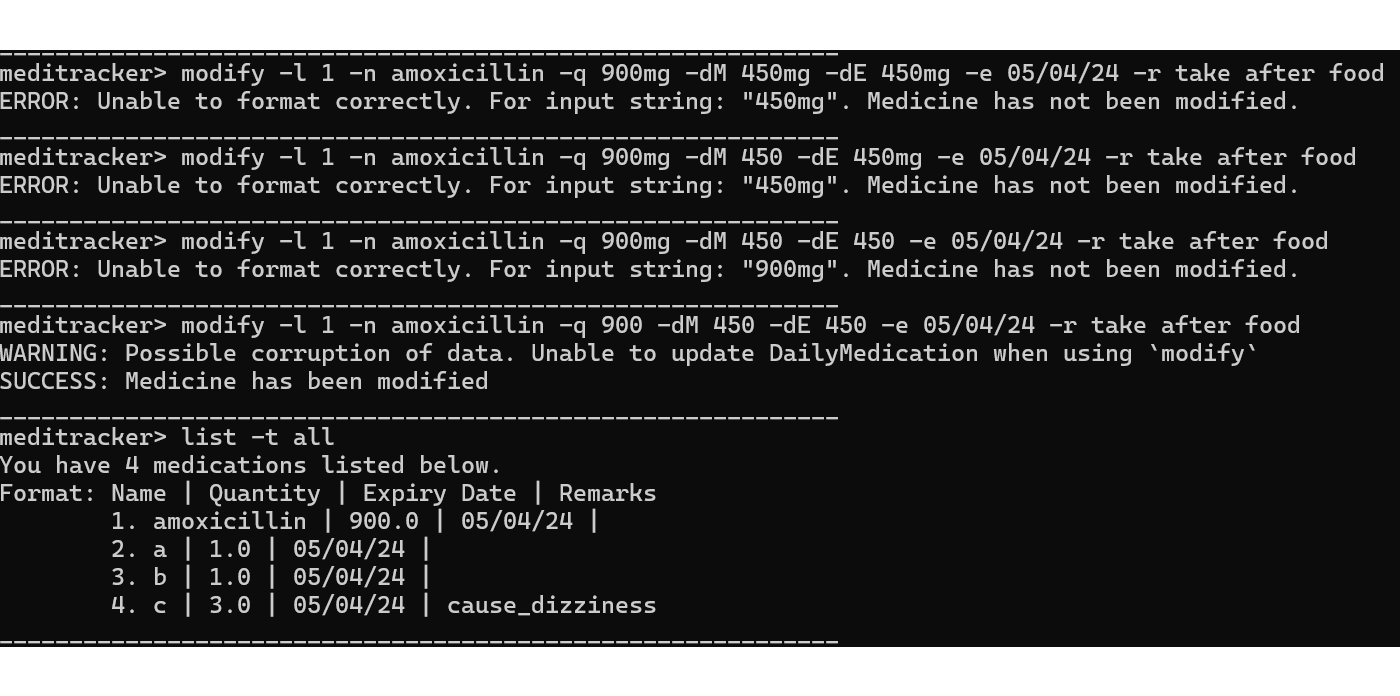 ____________________________________________________________
meditracker> modify -l 1 -n amoxicillin -q 900mg -dM 450mg -dE 450mg -e 05/04/24 -r take after food
ERROR: Unable to format correctly. For input string: "450mg". Medicine has not been modified.
____________________________________________________________
meditracker> modify -l 1 -n amoxicillin -q 900mg -dM 450 -dE 450mg -e 05/04/24 -r take after food
ERROR: Unable to format correctly. For input string: "450mg". Medicine has not been modified.
____________________________________________________________
meditracker> modify -l 1 -n amoxicillin -q 900mg -dM 450 -dE 450 -e 05/04/24 -r take after food
ERROR: Unable to format correctly. For input string: "900mg". Medicine has not been modified.
____________________________________________________________
meditracker> modify -l 1 -n amoxicillin -q 900 -dM 450 -dE 450 -e 05/04/24 -r take after food
WARNING: Possible corruption of data. Unable to update DailyMedication when using `modify`
SUCCESS: Medicine has been modified
____________________________________________________________
meditracker> list -t all
You have 4 medications listed below.
Format: Name | Quantity | Expiry Date | Remarks
        1. amoxicillin | 900.0 | 05/04/24 |
        2. a | 1.0 | 05/04/24 |
        3. b | 1.0 | 05/04/24 |
        4. c | 3.0 | 05/04/24 | cause_dizziness
____________________________________________________________